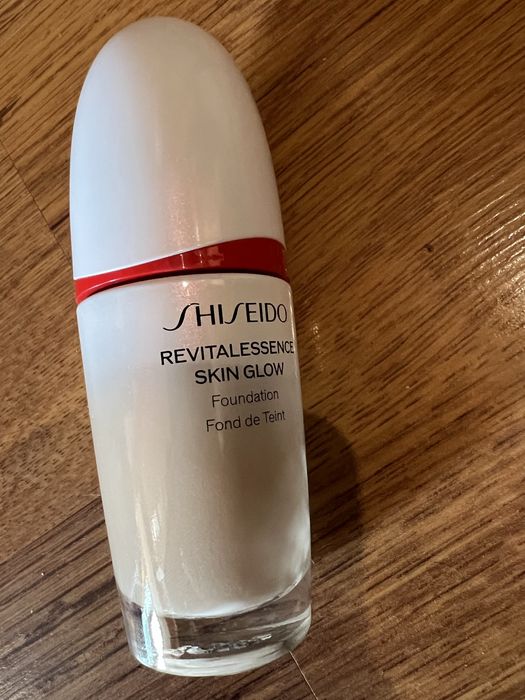 SHISEIDO
REVITALESSENCE
SKIN GLOW
Foundation
Fond de Teint